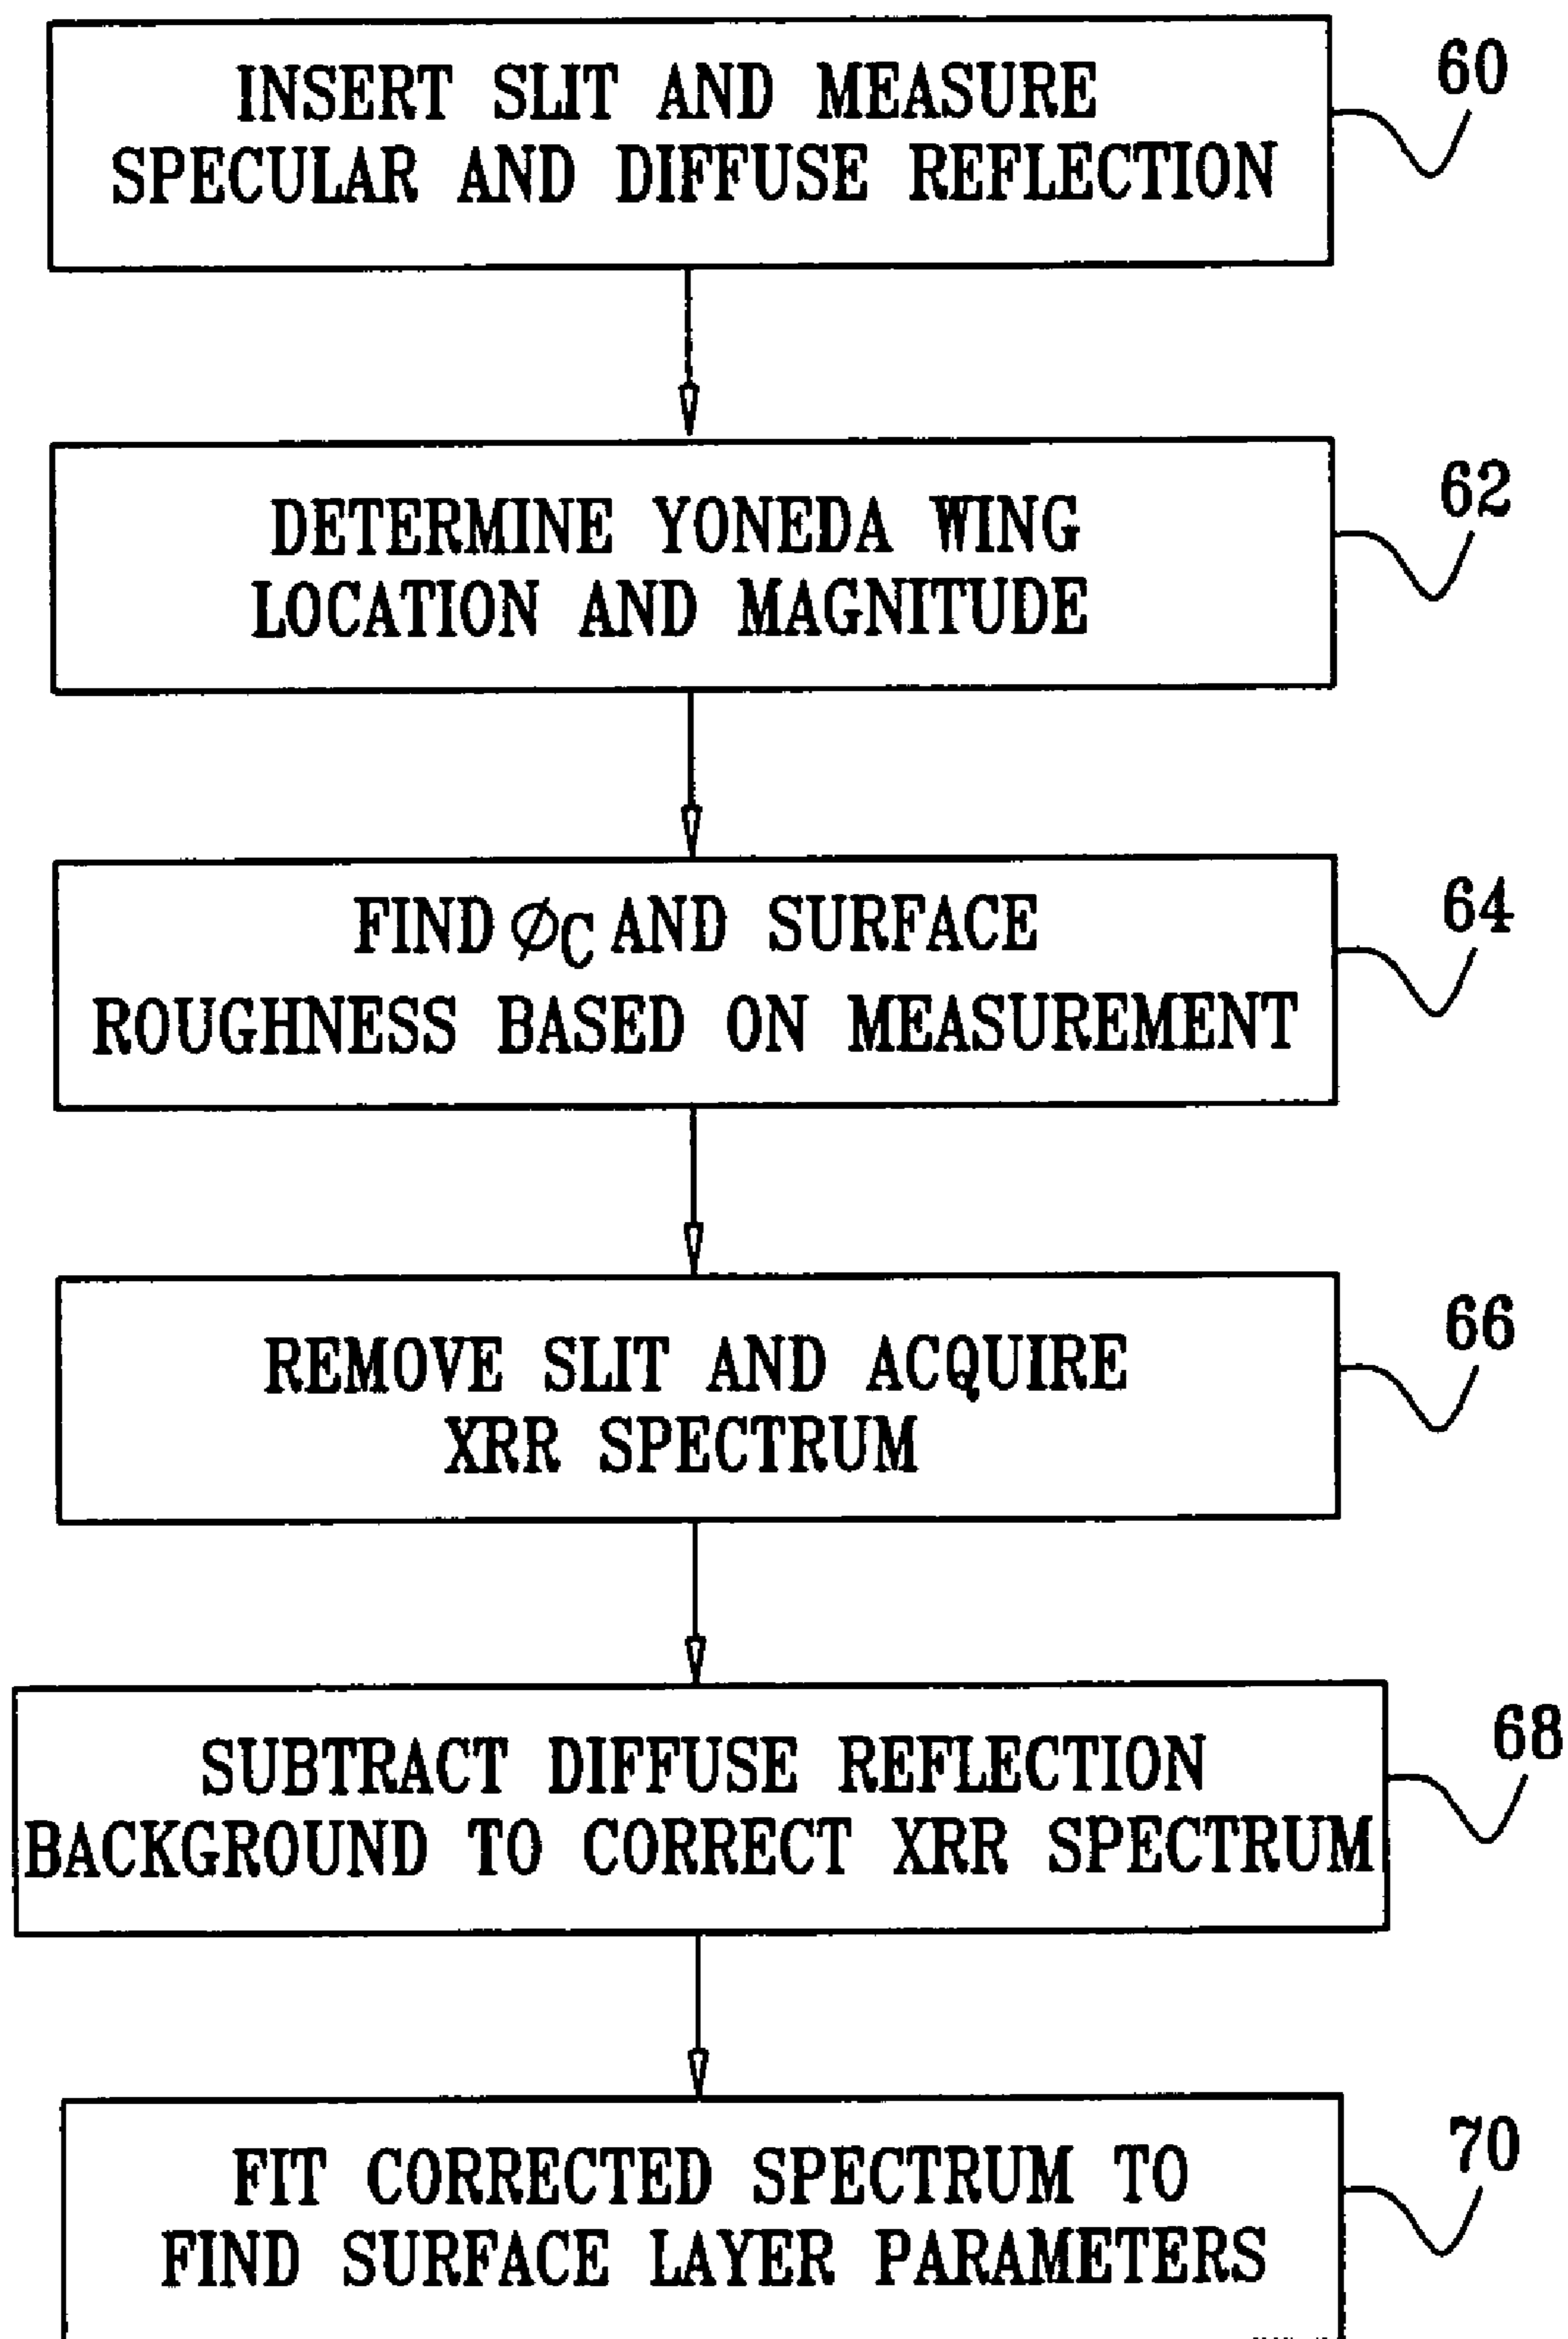 INSERT SLIT AND MEASURE
SPECULAR AND DIFFUSE REFLECTION
60
DETERMINE YONEDA WING
LOCATION AND MAGNITUDE
62
FIND ∅C AND SURFACE
ROUGHNESS BASED ON MEASUREMENT
64
REMOVE SLIT AND ACQUIRE
XRR SPECTRUM
66
SUBTRACT DIFFUSE REFLECTION
BACKGROUND TO CORRECT XRR SPECTRUM
68
FIT CORRECTED SPECTRUM TO
FIND SURFACE LAYER PARAMETERS
70